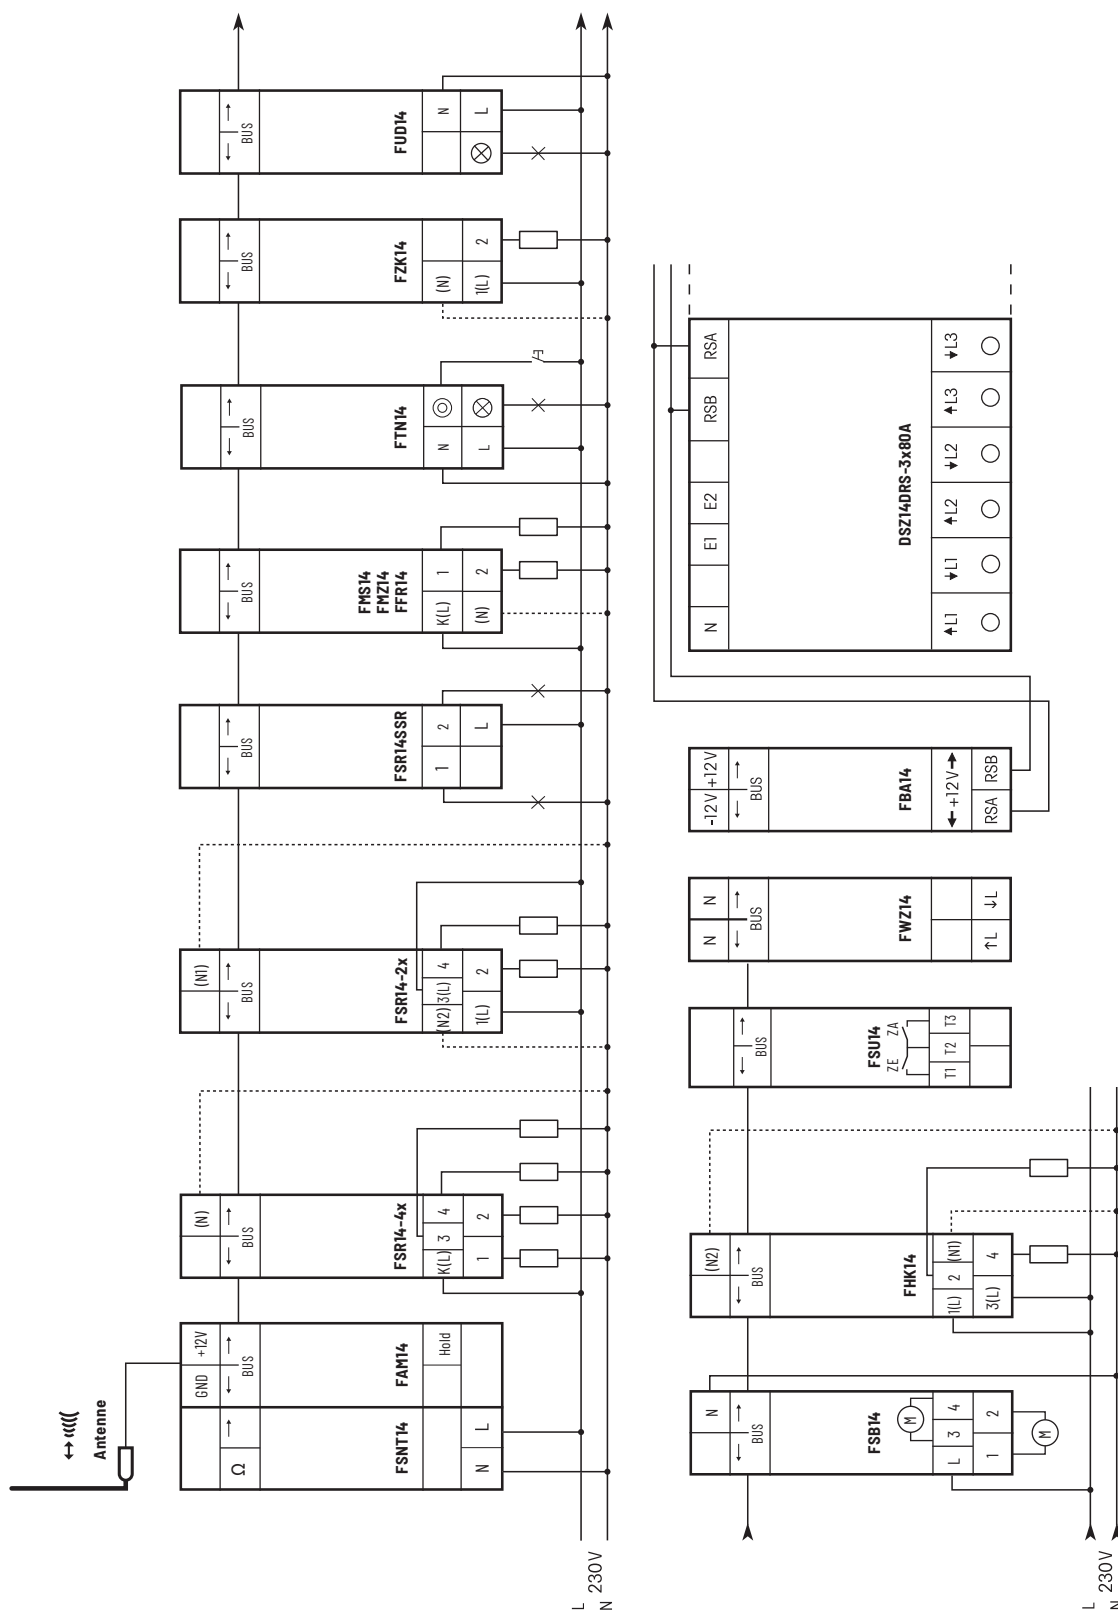 Antenne
Ω
FSNT14
N
L
GND
+12V
BUS
FAM14
Hold
(N)
BUS
FSR14-4x
K(L)
3
4
1
2
(N1)
BUS
FSR14-2x
(N2)
3(L)
4
1(L)
2
BUS
FSR14SSR
1
2
L
BUS
FMS14
FMZ14
FFR14
K(L)
1
(N)
2
BUS
FTN14
N
L
BUS
FZK14
(N)
1(L)
2
BUS
FUD14
N
L
L
230V
N
N
BUS
FSB14
M
L
3
4
1
2
M
(N2)
BUS
FHK14
1(L)
2
(N1)
3(L)
4
BUS
FSU14
ZE
ZA
T1
T2
T3
N
N
BUS
FWZ14
↑L
↓L
-12V
+12V
BUS
FBA14
+12V
RSA
RSB
N
E1
E2
RSB
RSA
DSZ14DRS-3x80A
↑L1
↓L1
↑L2
↓L2
↑L3
↓L3
L
230V
N